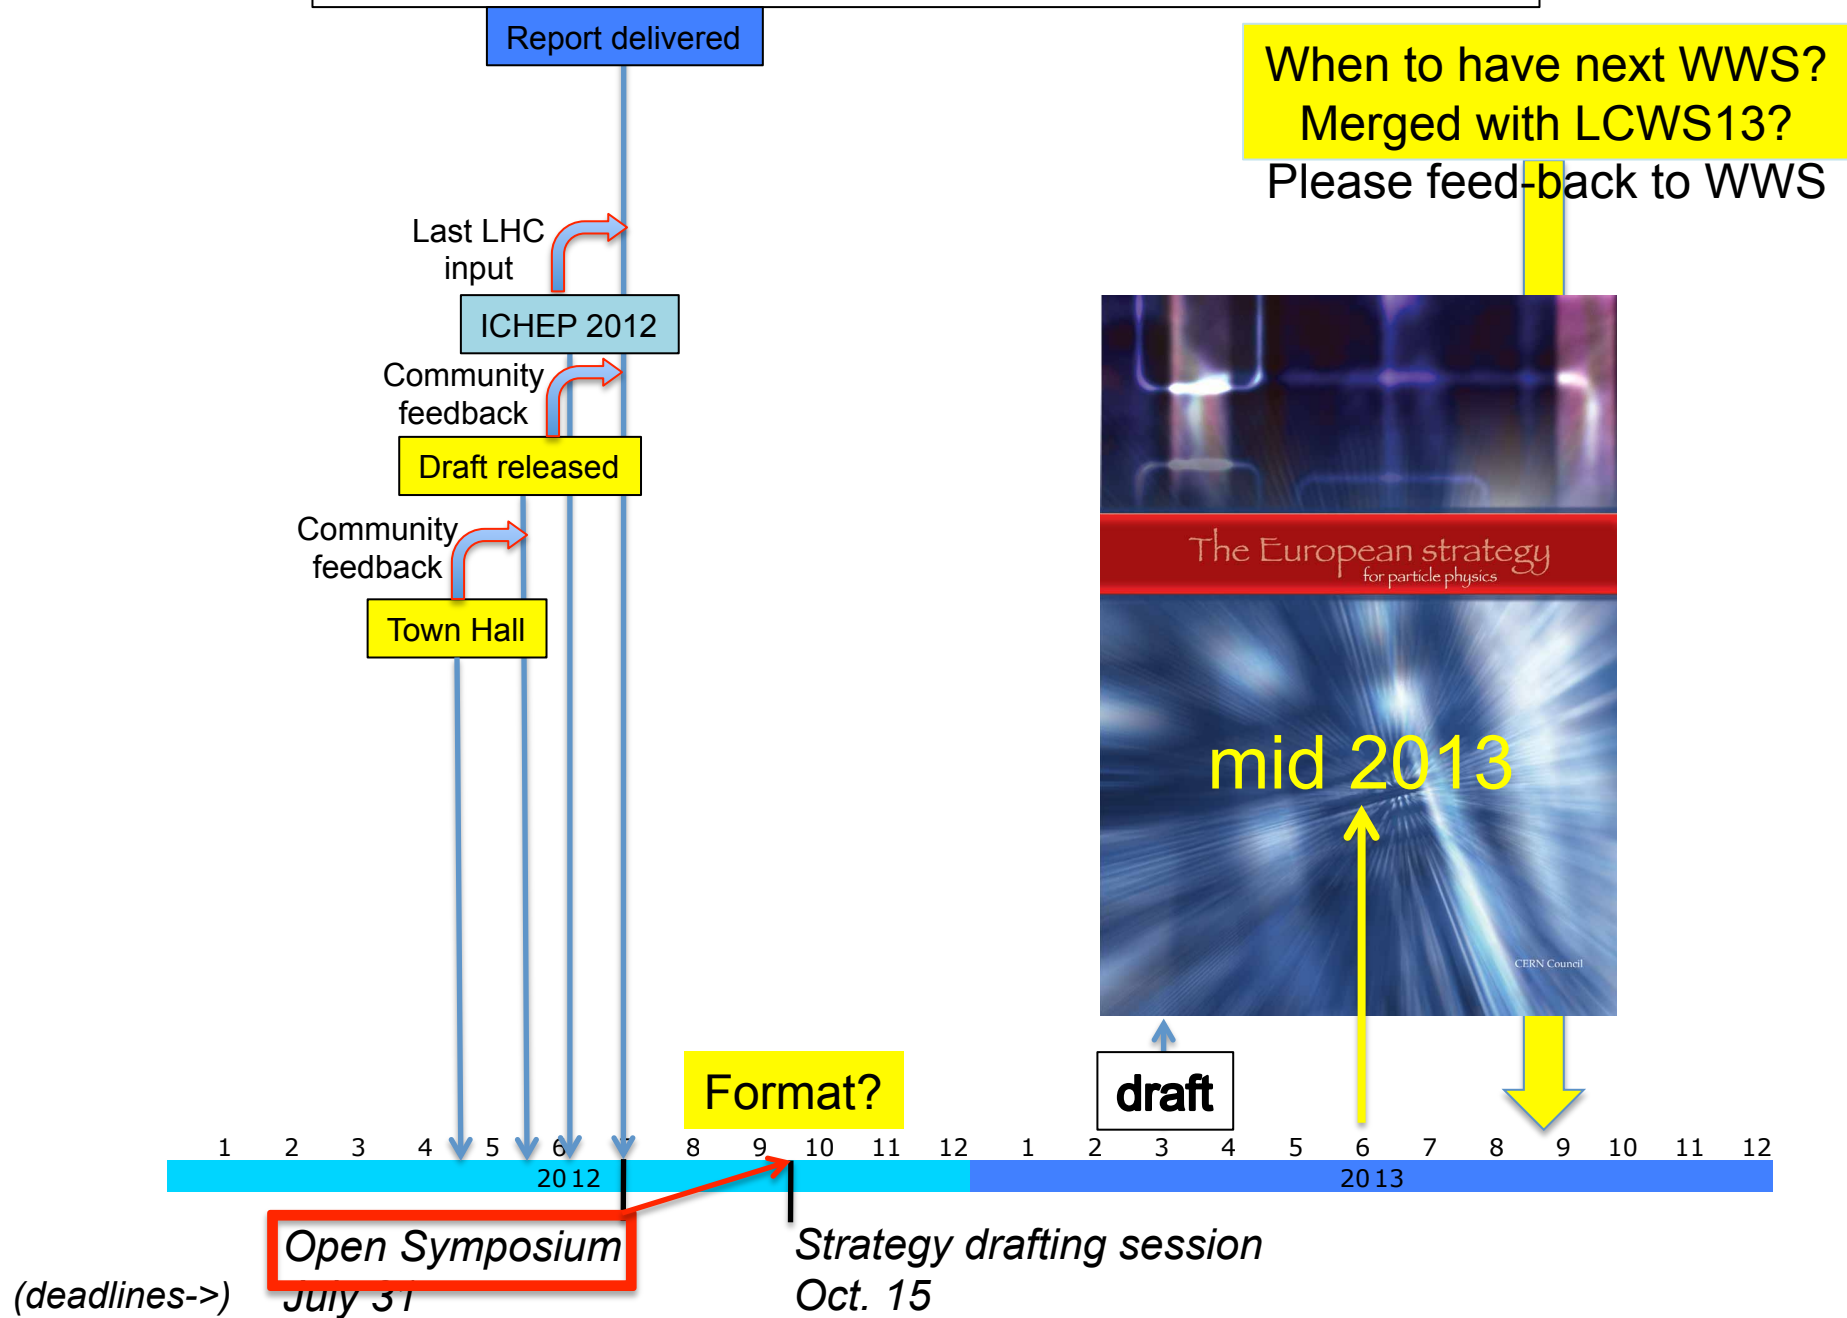 Report delivered
When to have next WWS?
Merged with LCWS13?
Please feed-back to WWS
Last LHC
input
ICHEP 2012
Community
feedback
Draft released
Community
feedback
Town Hall
The European strategy
for particle physics
mid 2013
CERN Council
Format?
draft
1 2 3 4 5 6 7 8 9 10 11 12 1 2 3 4 5 6 7 8 9 10 11 12
2012 2013
Open Symposium
Strategy drafting session
(deadlines->) July 31 Oct. 15